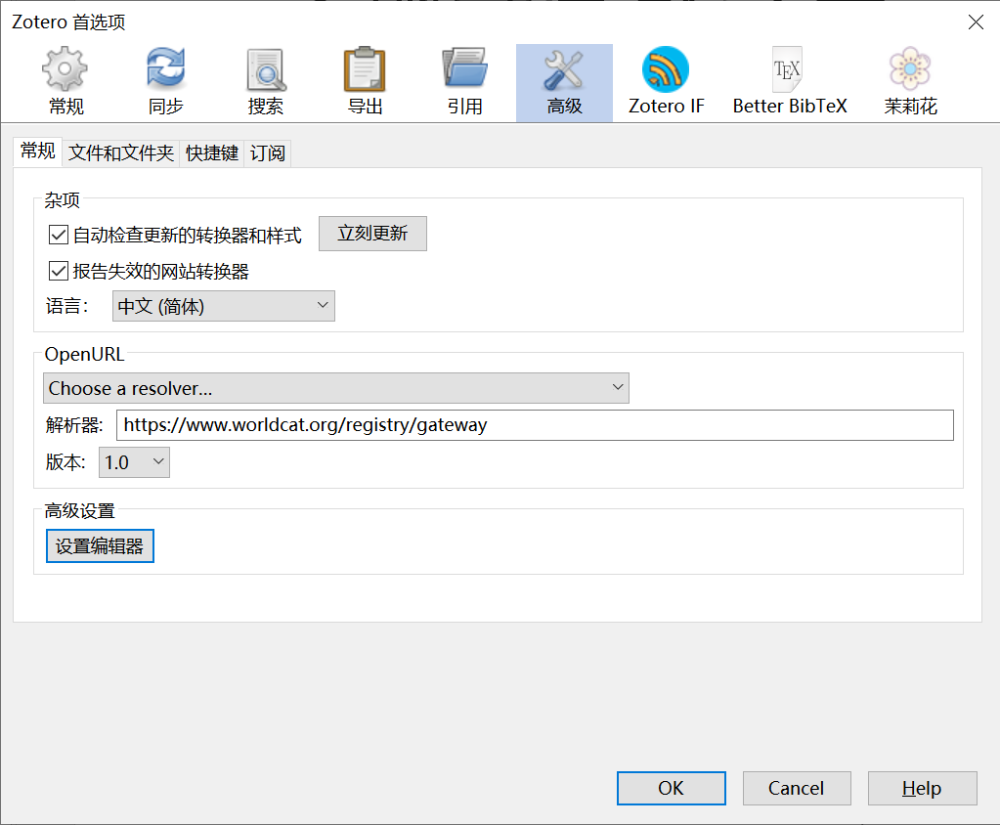 Zotero 首选项
常规 同步 搜索 导出 引用 高级 Zotero IF Better BibTeX 茉莉花
常规 文件和文件夹 快捷键 订阅
杂项
自动检查更新的转换器和样式 立刻更新
报告失效的网站转换器
语言： 中文 (简体)
OpenURL
Choose a resolver...
解析器: https://www.worldcat.org/registry/gateway
版本: 1.0
高级设置
设置编辑器
OK Cancel Help